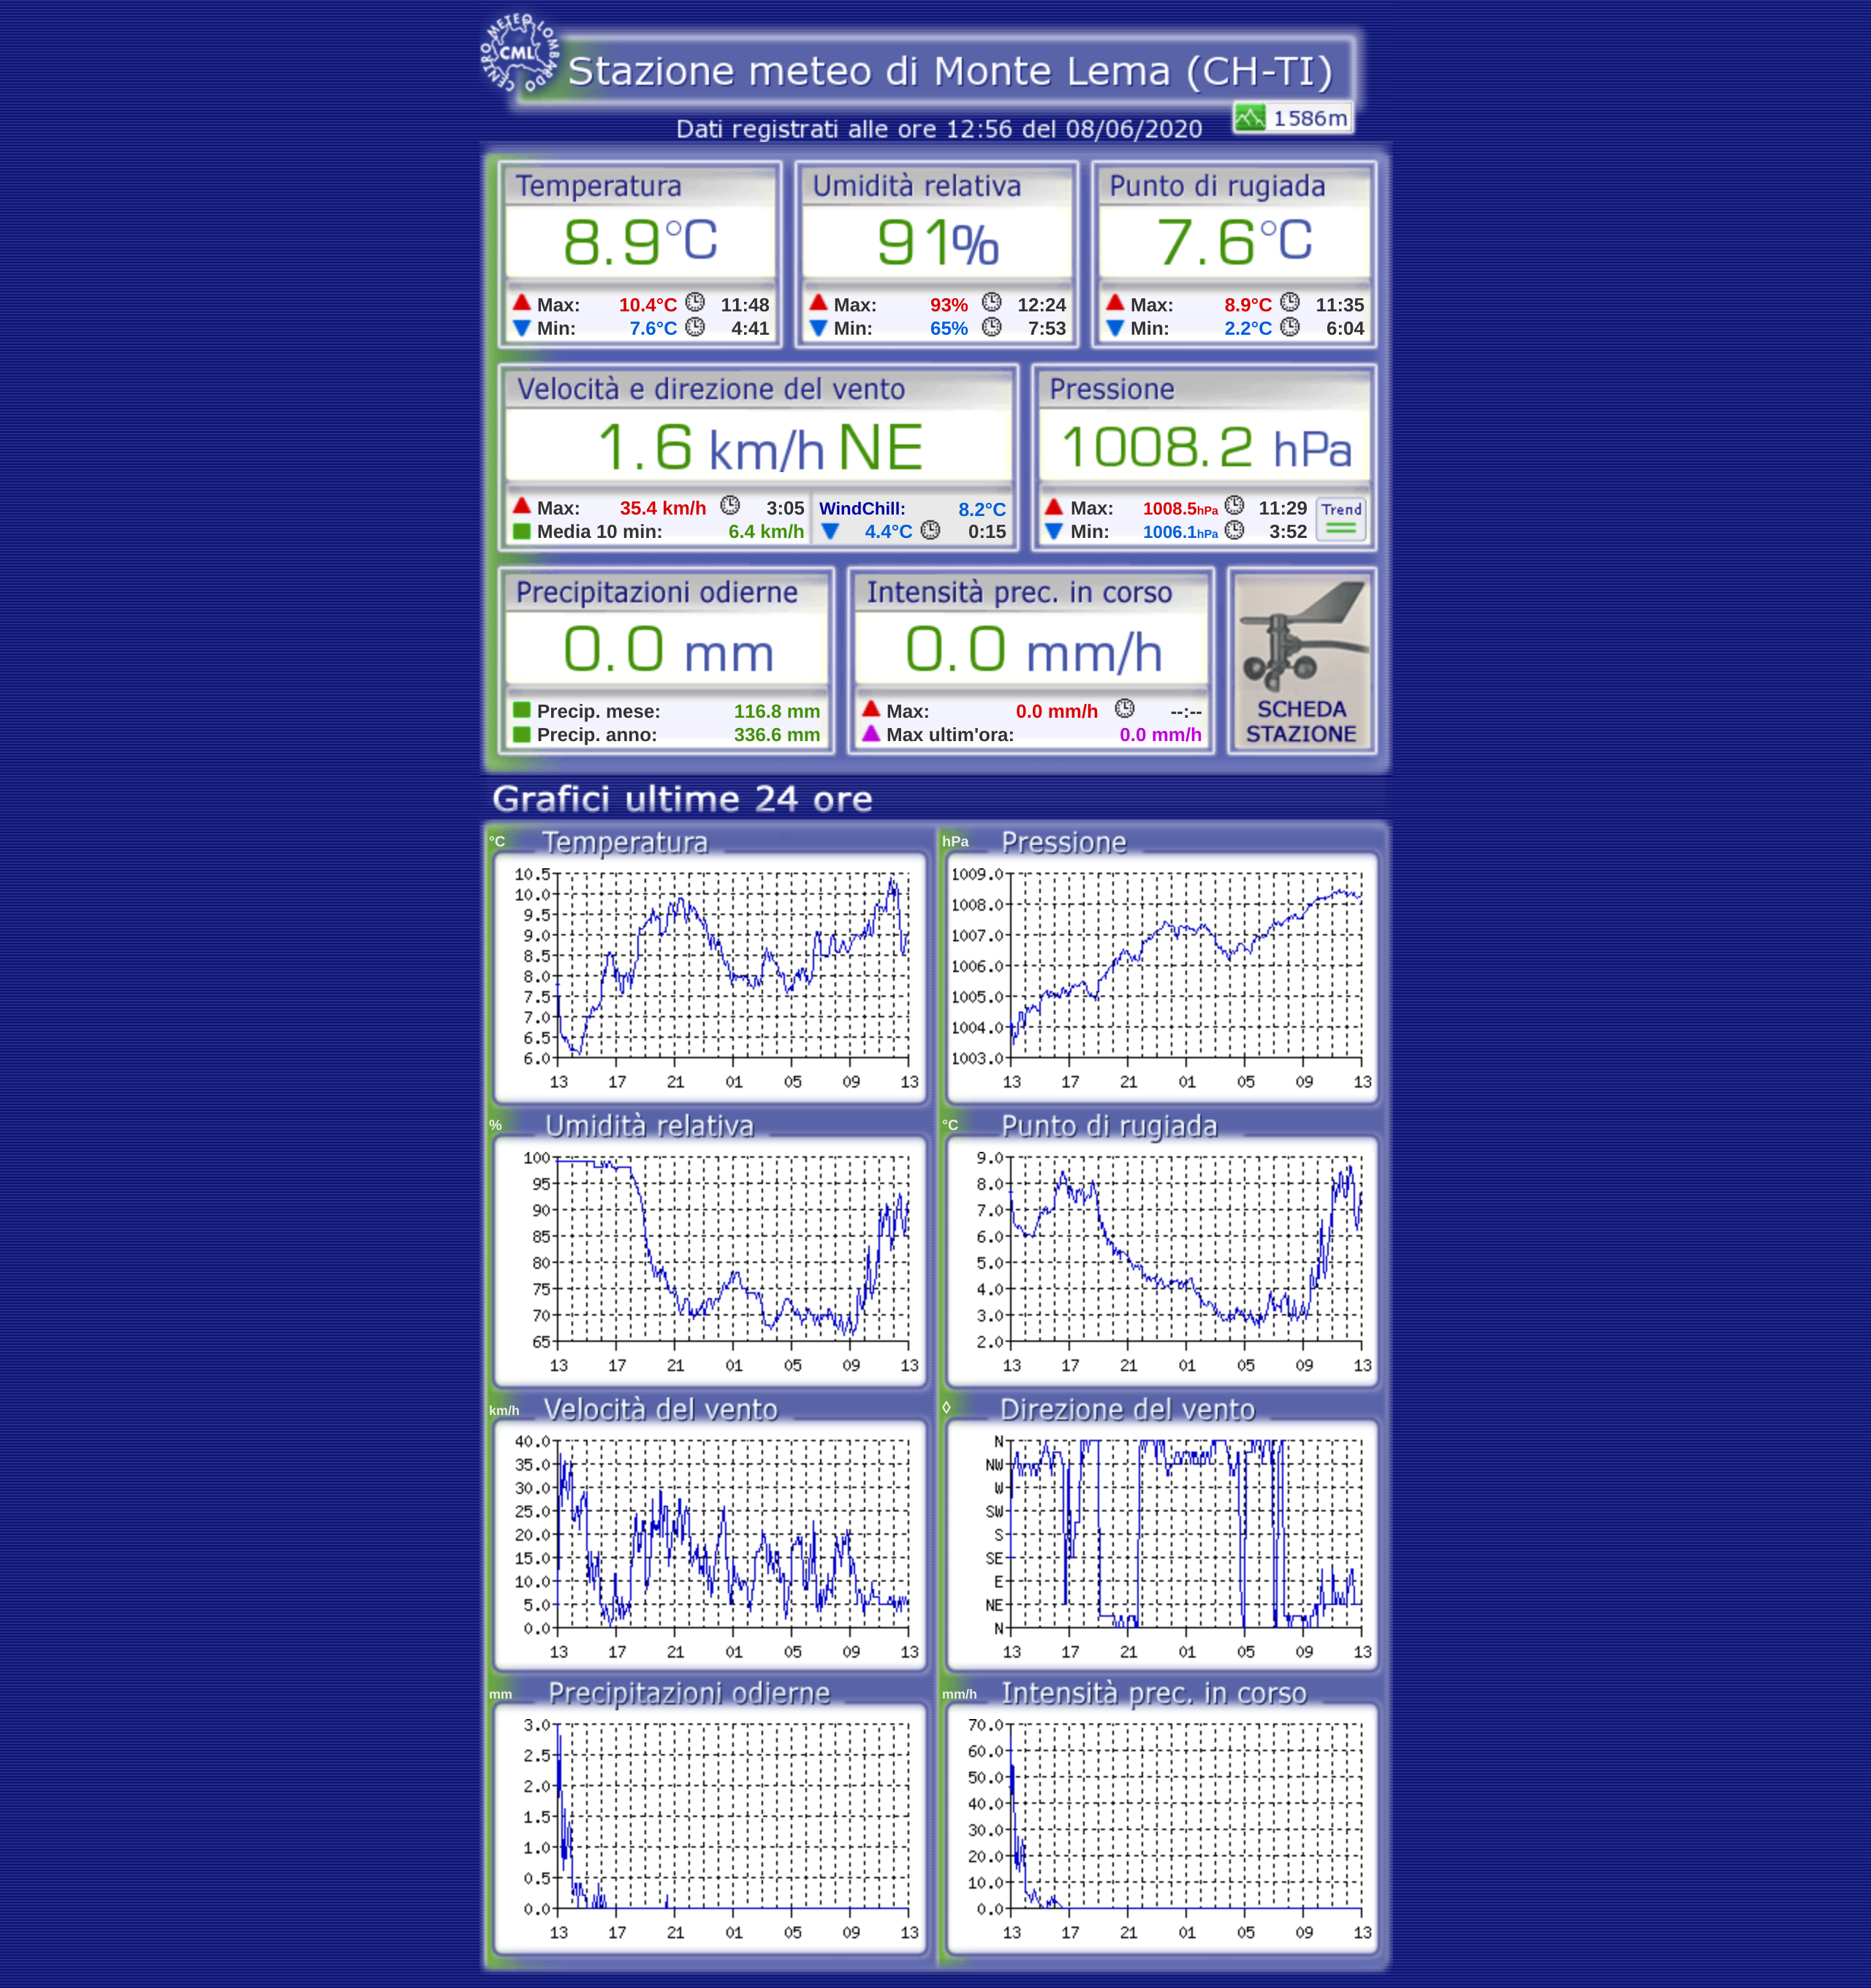 CENTRO METEO LOMBARDO
CML
Stazione meteo di Monte Lema (CH-TI)
1586m
Dati registrati alle ore 12:56 del 08/06/2020
Temperatura
8.9°C
Max: 10.4°C 11:48
Min: 7.6°C 4:41
Umidità relativa
91%
Max: 93% 12:24
Min: 65% 7:53
Punto di rugiada
7.6°C
Max: 8.9°C 11:35
Min: 2.2°C 6:04
Velocità e direzione del vento
1.6 km/h NE
Max: 35.4 km/h 3:05
Media 10 min: 6.4 km/h
WindChill: 8.2°C
4.4°C 0:15
Pressione
1008.2 hPa
Max: 1008.5hPa 11:29
Min: 1006.1hPa 3:52
Trend
Precipitazioni odierne
0.0 mm
Precip. mese: 116.8 mm
Precip. anno: 336.6 mm
Intensità prec. in corso
0.0 mm/h
Max: 0.0 mm/h --:--
Max ultim'ora: 0.0 mm/h
SCHEDA
STAZIONE
Grafici ultime 24 ore
°C Temperatura
10.5
10.0
9.5
9.0
8.5
8.0
7.5
7.0
6.5
6.0
13 17 21 01 05 09 13
hPa Pressione
1009.0
1008.0
1007.0
1006.0
1005.0
1004.0
1003.0
13 17 21 01 05 09 13
% Umidità relativa
100
95
90
85
80
75
70
65
13 17 21 01 05 09 13
°C Punto di rugiada
9.0
8.0
7.0
6.0
5.0
4.0
3.0
2.0
13 17 21 01 05 09 13
km/h Velocità del vento
40.0
35.0
30.0
25.0
20.0
15.0
10.0
5.0
0.0
13 17 21 01 05 09 13
◊ Direzione del vento
N
NW
W
SW
S
SE
E
NE
N
13 17 21 01 05 09 13
mm Precipitazioni odierne
3.0
2.5
2.0
1.5
1.0
0.5
0.0
13 17 21 01 05 09 13
mm/h Intensità prec. in corso
70.0
60.0
50.0
40.0
30.0
20.0
10.0
0.0
13 17 21 01 05 09 13